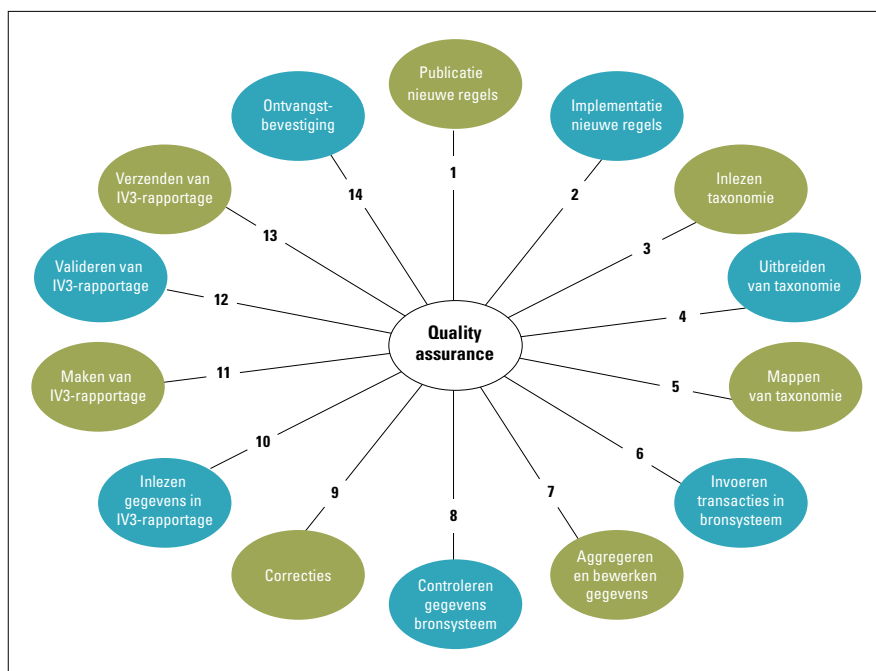 Publicatie
nieuwe regels
1
Implementatie
nieuwe regels
2
Inlezen
taxonomie
3
Uitbreiden
van taxonomie
4
Mappen
van taxonomie
5
Invoeren
transacties in
bronsysteem
6
Aggregeren
en bewerken
gegevens
7
Controleren
gegevens
bronsysteem
8
Correcties
9
Inlezen
gegevens in
IV3-rapportage
10
Maken van
IV3-rapportage
11
Valideren van
IV3-rapportage
12
Verzenden van
IV3-rapportage
13
Ontvangst-
bevestiging
14
Quality
assurance